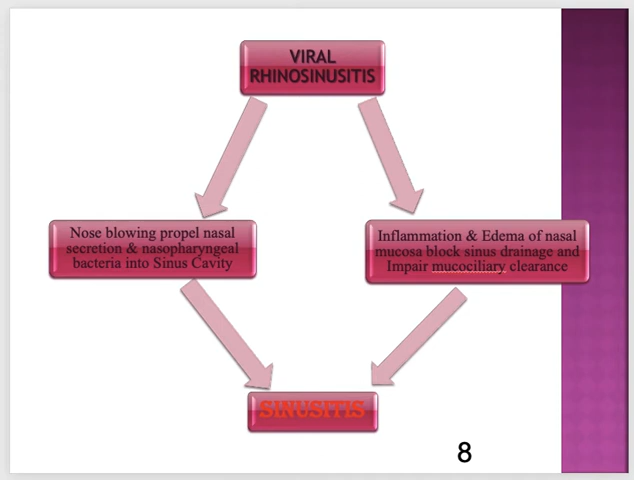 VIRAL
RHINOSINUSITIS
Nose blowing propel nasal
secretion & nasopharyngeal
bacteria into Sinus Cavity
Inflammation & Edema of nasal
mucosa block sinus drainage and
Impair mucociliary clearance
SINUSITIS
8